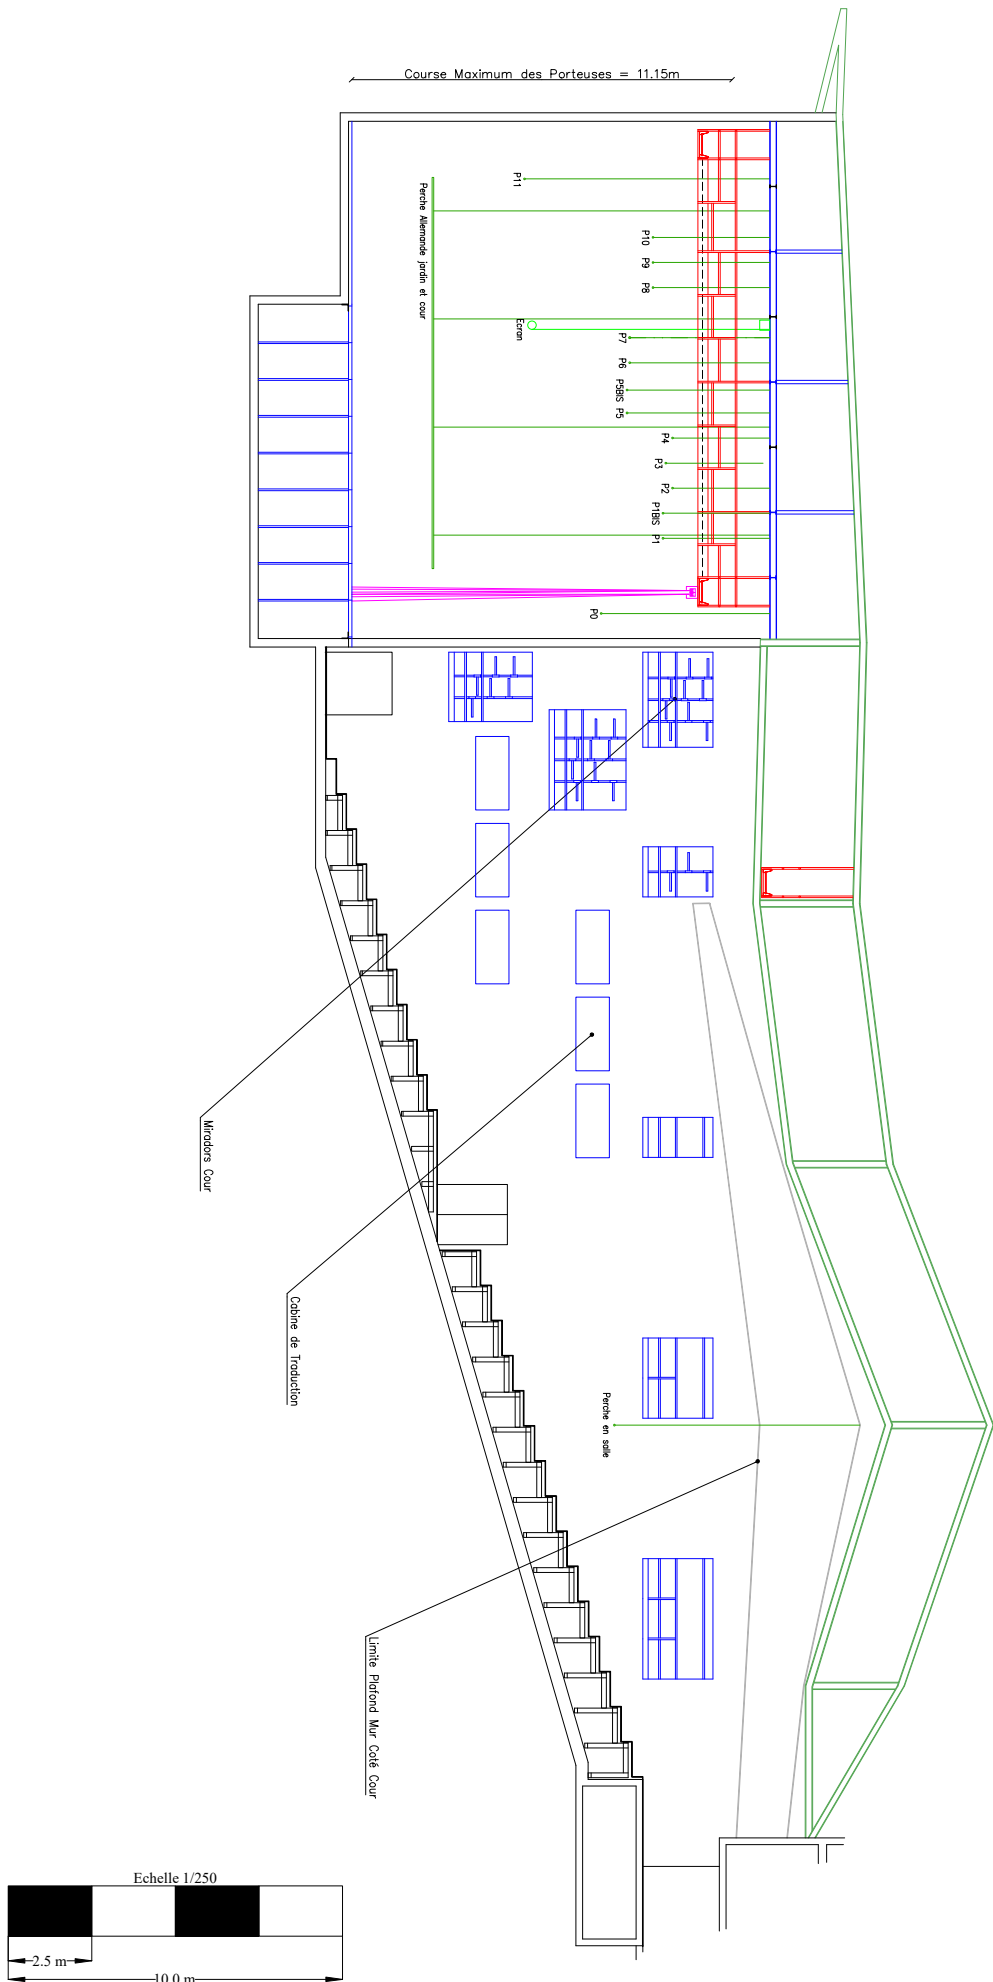 Course Maximum des Porteuses = 11.15m
P11
Perche Allemande jardin et cour
P10
P9
P8
Ecran
P7
P6
P5BIS
P5
P4
P3
P2
P1BIS
P1
P0
Miradors Cour
Cabine de Traduction
Perche en salle
Limite Plafond Mur Coté Cour
Echelle 1/250
2.5 m
10.0 m